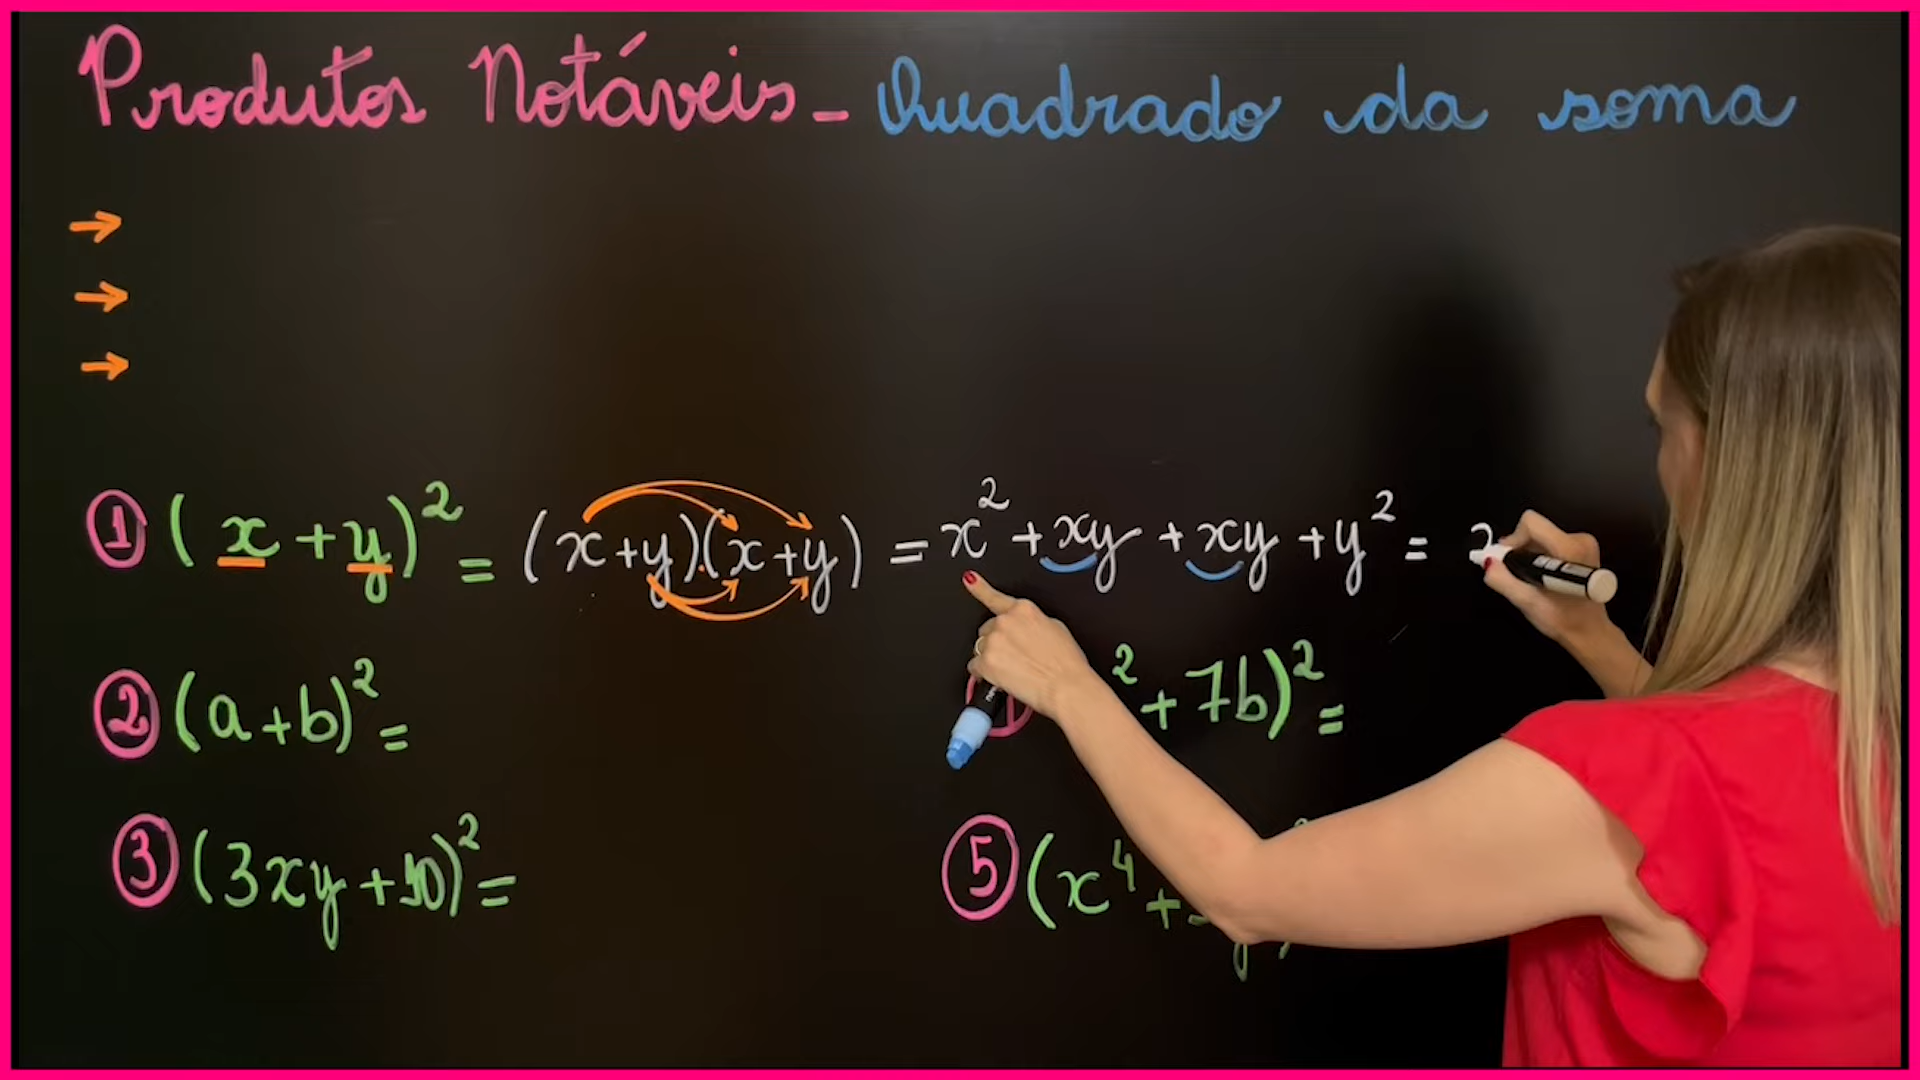 Produtos Notáveis - Quadrado da soma
→
→
→
① (x + y)² = (x + y).(x + y) = x² + xy + xy + y² =
② (a + b)² =
² + 7b)² =
③ (3xy + 10)² =
⑤ (x⁴ +